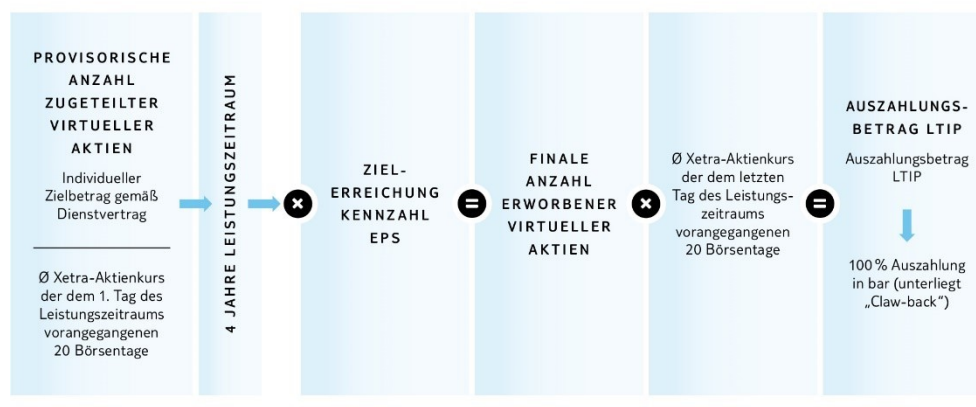 PROVISORISCHE
ANZAHL
ZUGETEILTER
VIRTUELLER
AKTIEN
Individueller
Zielbetrag gemäß
Dienstvertrag
Ø Xetra-Aktienkurs
der dem 1. Tag des
Leistungszeitraums
vorangegangenen
20 Börsentage
4 JAHRE LEISTUNGSZEITRAUM
×
ZIEL-
ERREICHUNG
KENNZAHL
EPS
=
FINALE
ANZAHL
ERWORBENER
VIRTUELLER
AKTIEN
×
Ø Xetra-Aktienkurs
der dem letzten
Tag des Leistungs-
zeitraums
vorangegangenen
20 Börsentage
=
AUSZAHLUNGS-
BETRAG LTIP
Auszahlungsbetrag
LTIP
100 % Auszahlung
in bar (unterliegt
„Claw-back“)